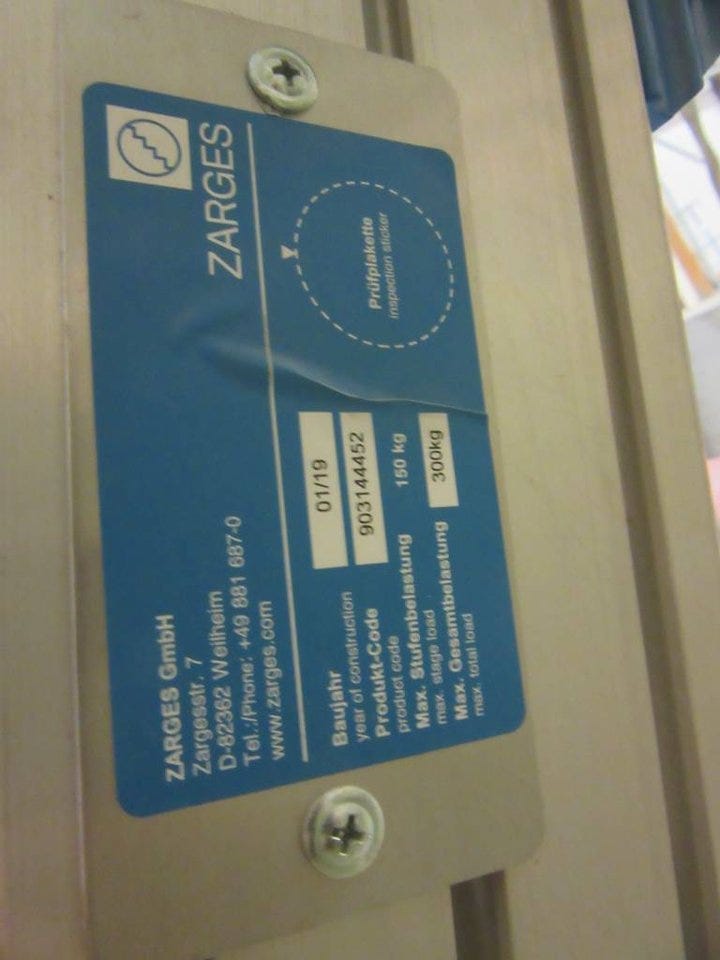 ZARGES GmbH
Zargesstr. 7
D-82362 Weilheim
Tel.:/Phone: +49 881 687-0
www.zarges.com
ZARGES
Baujahr 01/19
year of construction
Produkt-Code 903144452
product code
Max. Stufenbelastung 150 kg
max. stage load
Max. Gesamtbelastung 300kg
max. total load
Prüfplakette
inspection sticker